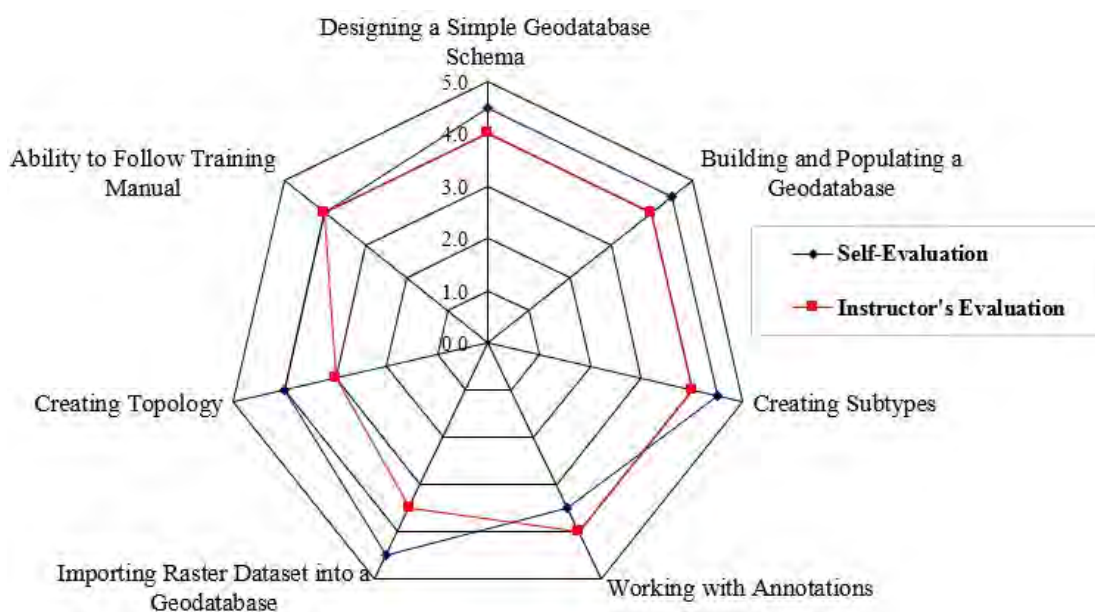 Designing a Simple Geodatabase
Schema
5.0
4.0
3.0
2.0
1.0
0.0
Ability to Follow Training
Manual
Building and Populating a
Geodatabase
Self-Evaluation
Instructor's Evaluation
Creating Topology
Creating Subtypes
Importing Raster Dataset into a
Geodatabase
Working with Annotations